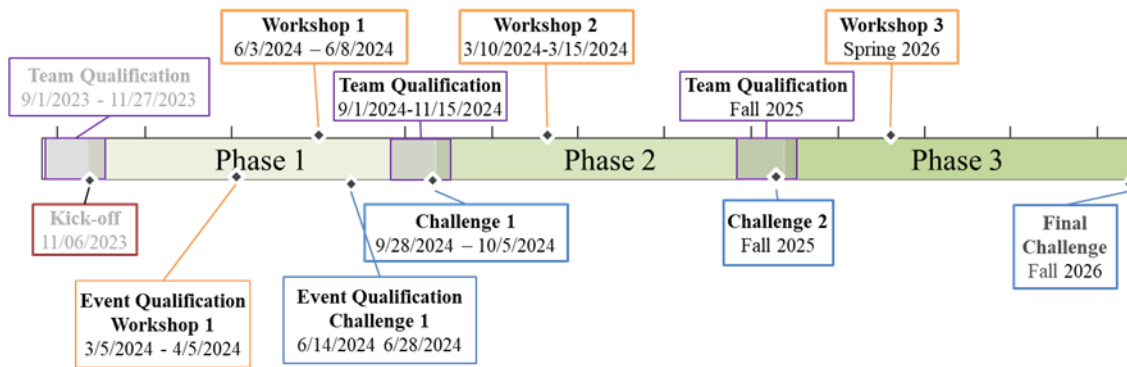 Workshop 1
6/3/2024 – 6/8/2024
Workshop 2
3/10/2024-3/15/2024
Workshop 3
Spring 2026
Team Qualification
9/1/2023 - 11/27/2023
Team Qualification
9/1/2024-11/15/2024
Team Qualification
Fall 2025
Phase 1
Phase 2
Phase 3
Kick-off
11/06/2023
Challenge 1
9/28/2024 – 10/5/2024
Challenge 2
Fall 2025
Final
Challenge
Fall 2026
Event Qualification
Workshop 1
3/5/2024 - 4/5/2024
Event Qualification
Challenge 1
6/14/2024 6/28/2024